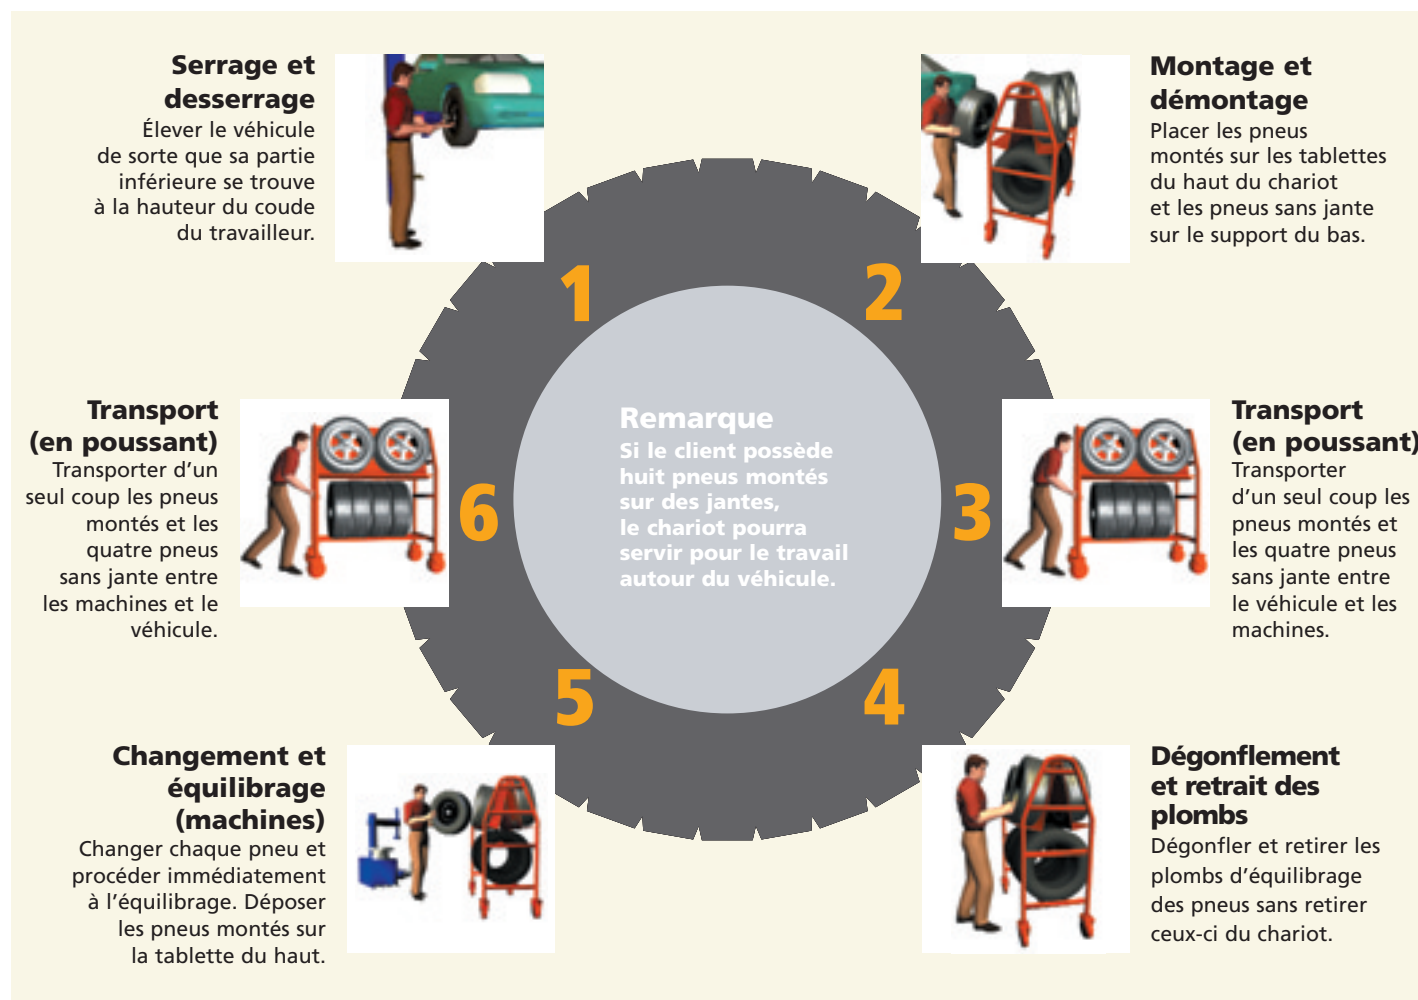 Serrage et
desserrage
Élever le véhicule
de sorte que sa partie
inférieure se trouve
à la hauteur du coude
du travailleur.
1
Montage et
démontage
Placer les pneus
montés sur les tablettes
du haut du chariot
et les pneus sans jante
sur le support du bas.
2
Transport
(en poussant)
Transporter
d’un seul coup les
pneus montés et
les quatre pneus
sans jante entre
le véhicule et les
machines.
3
Dégonflement
et retrait des
plombs
Dégonfler et retirer les
plombs d’équilibrage
des pneus sans retirer
ceux-ci du chariot.
4
Changement et
équilibrage
(machines)
Changer chaque pneu et
procéder immédiatement
à l’équilibrage. Déposer
les pneus montés sur
la tablette du haut.
5
Transport
(en poussant)
Transporter d’un
seul coup les pneus
montés et les
quatre pneus
sans jante entre
les machines et le
véhicule.
6
Remarque
Si le client possède
huit pneus montés
sur des jantes,
le chariot pourra
servir pour le travail
autour du véhicule.